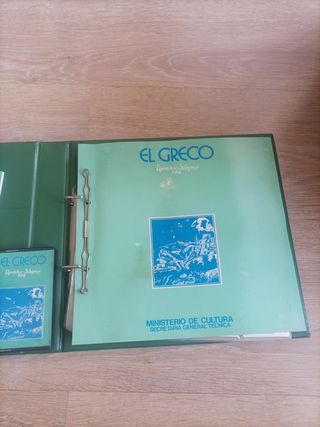 EL GRECO
MINISTERIO DE CULTURA
SECRETARIA GENERAL TECNICA
EL GRECO